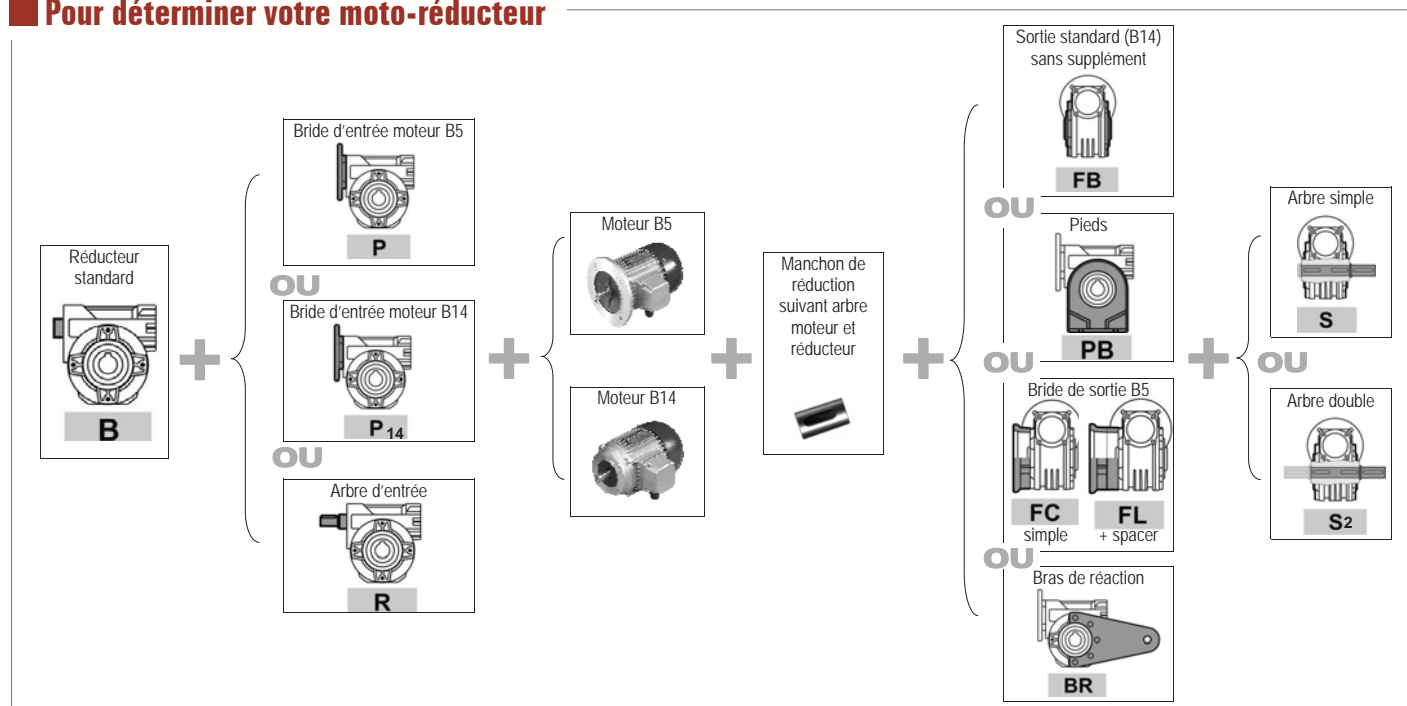 Pour déterminer votre moto-réducteur
Réducteur
standard
B
Bride d'entrée moteur B5
P
OU
Bride d'entrée moteur B14
P14
OU
Arbre d'entrée
R
Moteur B5
Moteur B14
Manchon de
réduction
suivant arbre
moteur et
réducteur
Sortie standard (B14)
sans supplément
FB
OU
Pieds
PB
OU
Bride de sortie B5
FC FL
simple + spacer
OU
Bras de réaction
BR
Arbre simple
S
OU
Arbre double
S2